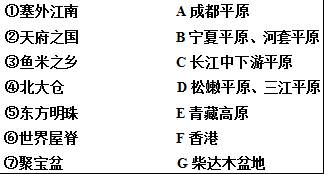 ①塞外江南 A 成都平原
②天府之国 B 宁夏平原、河套平原
③鱼米之乡 C 长江中下游平原
④北大仓 D 松嫩平原、三江平原
⑤东方明珠 E 青藏高原
⑥世界屋脊 F 香港
⑦聚宝盆 G 柴达木盆地